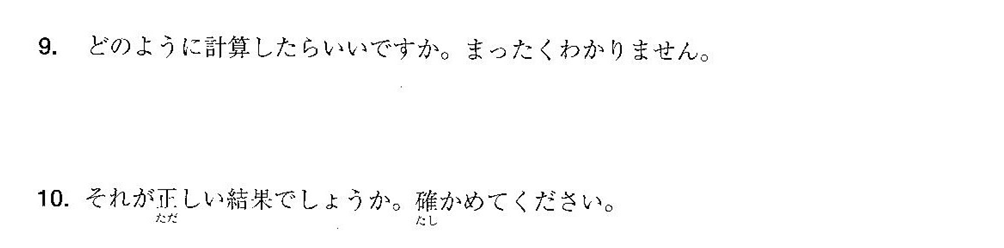 9. どのように計算したらいいですか。まったくわかりません。
10. それが正しい結果でしょうか。確かめてください。
ただ たし